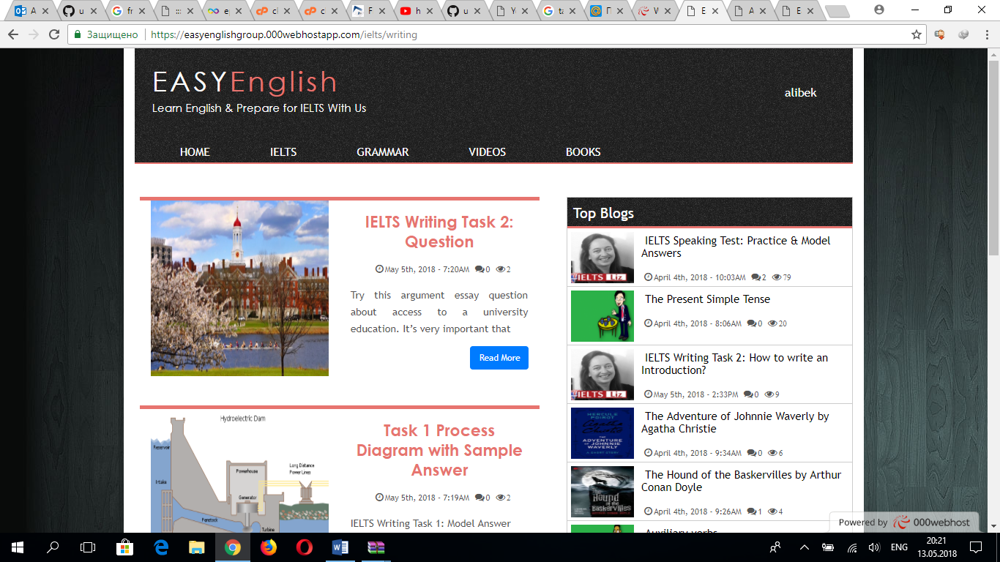 Защищено
https://easyenglishgroup.000webhostapp.com/ielts/writing
EASYEnglish
Learn English & Prepare for IELTS With Us
alibek
HOME IELTS GRAMMAR VIDEOS BOOKS
IELTS Writing Task 2:
Question
May 5th, 2018 - 7:20AM 0 2
Try this argument essay question
about access to a university
education. It’s very important that
Read More
Hydroelectric Dam
Reservoir
Intake
Powerhouse
Long Distance
Power Lines
Generator
Penstock
Turbine
Task 1 Process
Diagram with Sample
Answer
May 5th, 2018 - 7:19AM 0 2
IELTS Writing Task 1: Model Answer
Top Blogs
IELTS Liz
IELTS Speaking Test: Practice & Model
Answers
April 4th, 2018 - 10:03AM 2 79
The Present Simple Tense
April 4th, 2018 - 8:06AM 0 20
IELTS Liz
IELTS Writing Task 2: How to write an
Introduction?
May 5th, 2018 - 2:33PM 0 9
HERCULE
POIROT
Agatha
Christie
THE
ADVENTURE
OF JOHNNIE
WAVERLY
The Adventure of Johnnie Waverly by
Agatha Christie
April 4th, 2018 - 9:34AM 0 6
The Hound of the Baskervilles by Arthur
Conan Doyle
April 4th, 2018 - 9:26AM 1 4
Auxiliary verbs
Powered by 000webhost
ENG
20:21
13.05.2018